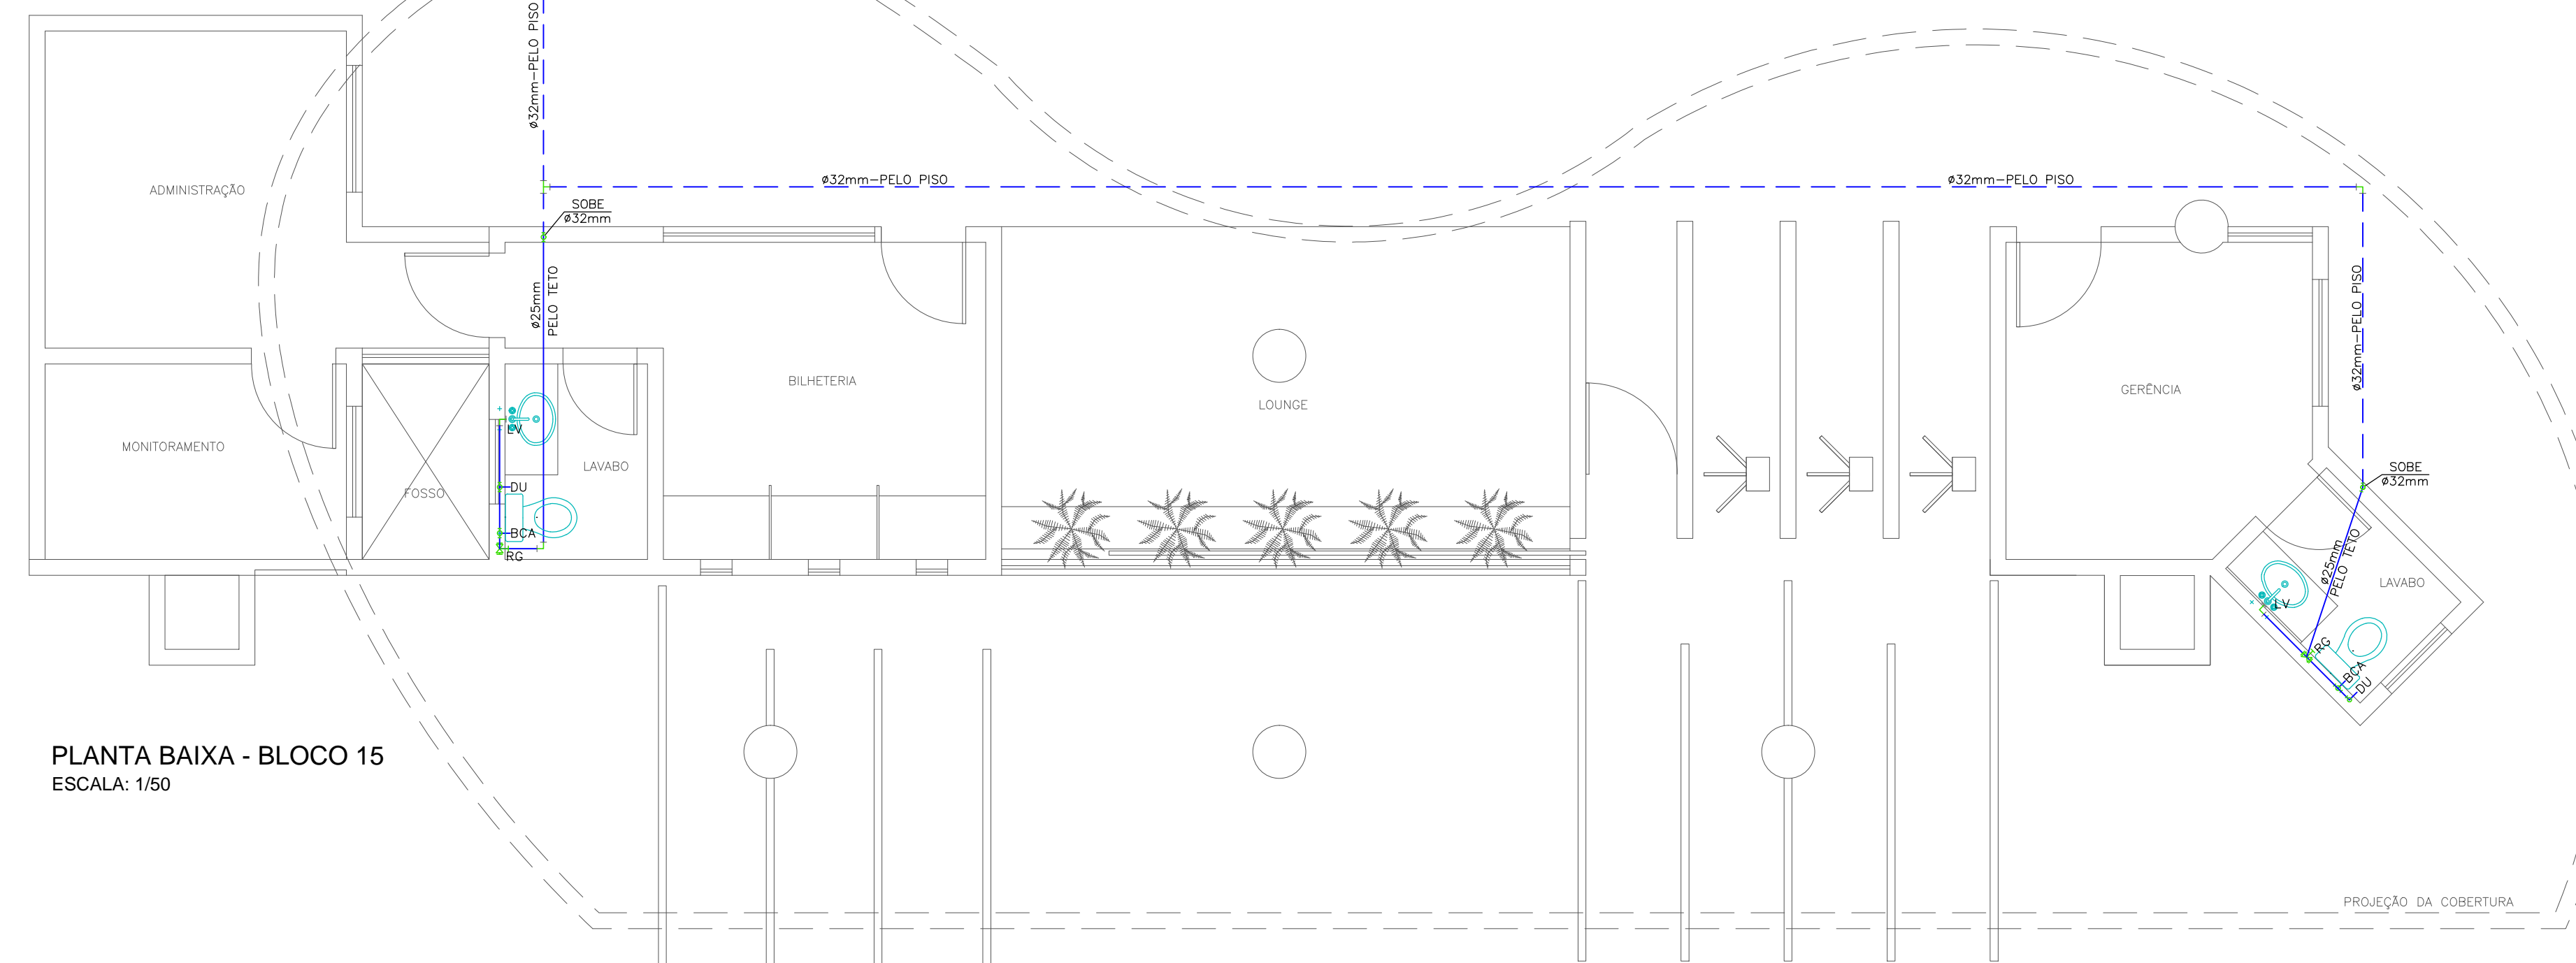 ø32mm-PELO PISO
ø32mm-PELO PISO
ø32mm-PELO PISO
ADMINISTRAÇÃO
SOBE
ø32mm
ø25mm
PELO TETO
ø32mm-PELO PISO
BILHETERIA
LOUNGE
GERÊNCIA
MONITORAMENTO
LV
LAVABO
FOSSO
DU
BCA
RG
SOBE
ø32mm
ø25mm
PELO TETO
LAVABO
LV
RG
BCA
DU
PLANTA BAIXA - BLOCO 15
ESCALA: 1/50
PROJEÇÃO DA COBERTURA